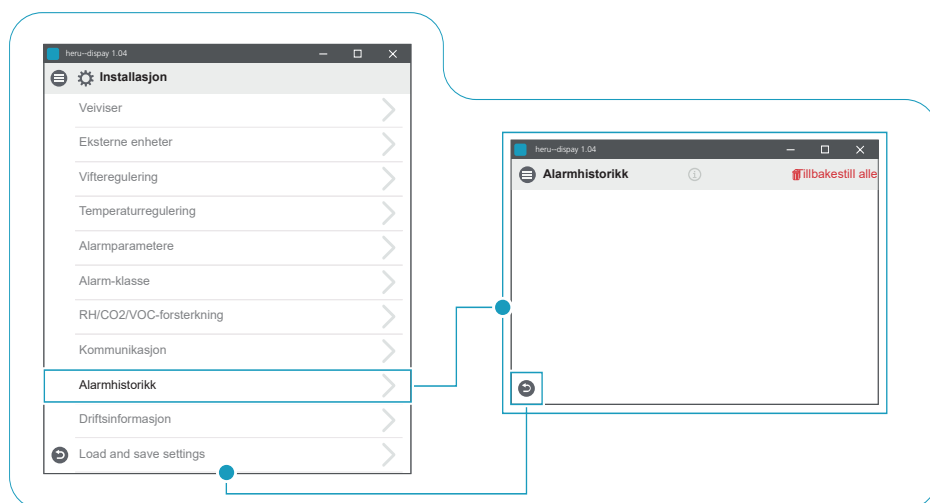 heru–dispay 1.04
Installasjon
Veiviser
Eksterne enheter
Vifteregulering
Temperaturregulering
Alarmparametere
Alarm-klasse
RH/CO2/VOC-forsterkning
Kommunikasjon
Alarmhistorikk
Driftsinformasjon
Load and save settings
heru–dispay 1.04
Alarmhistorikk
Tillbakestill alle